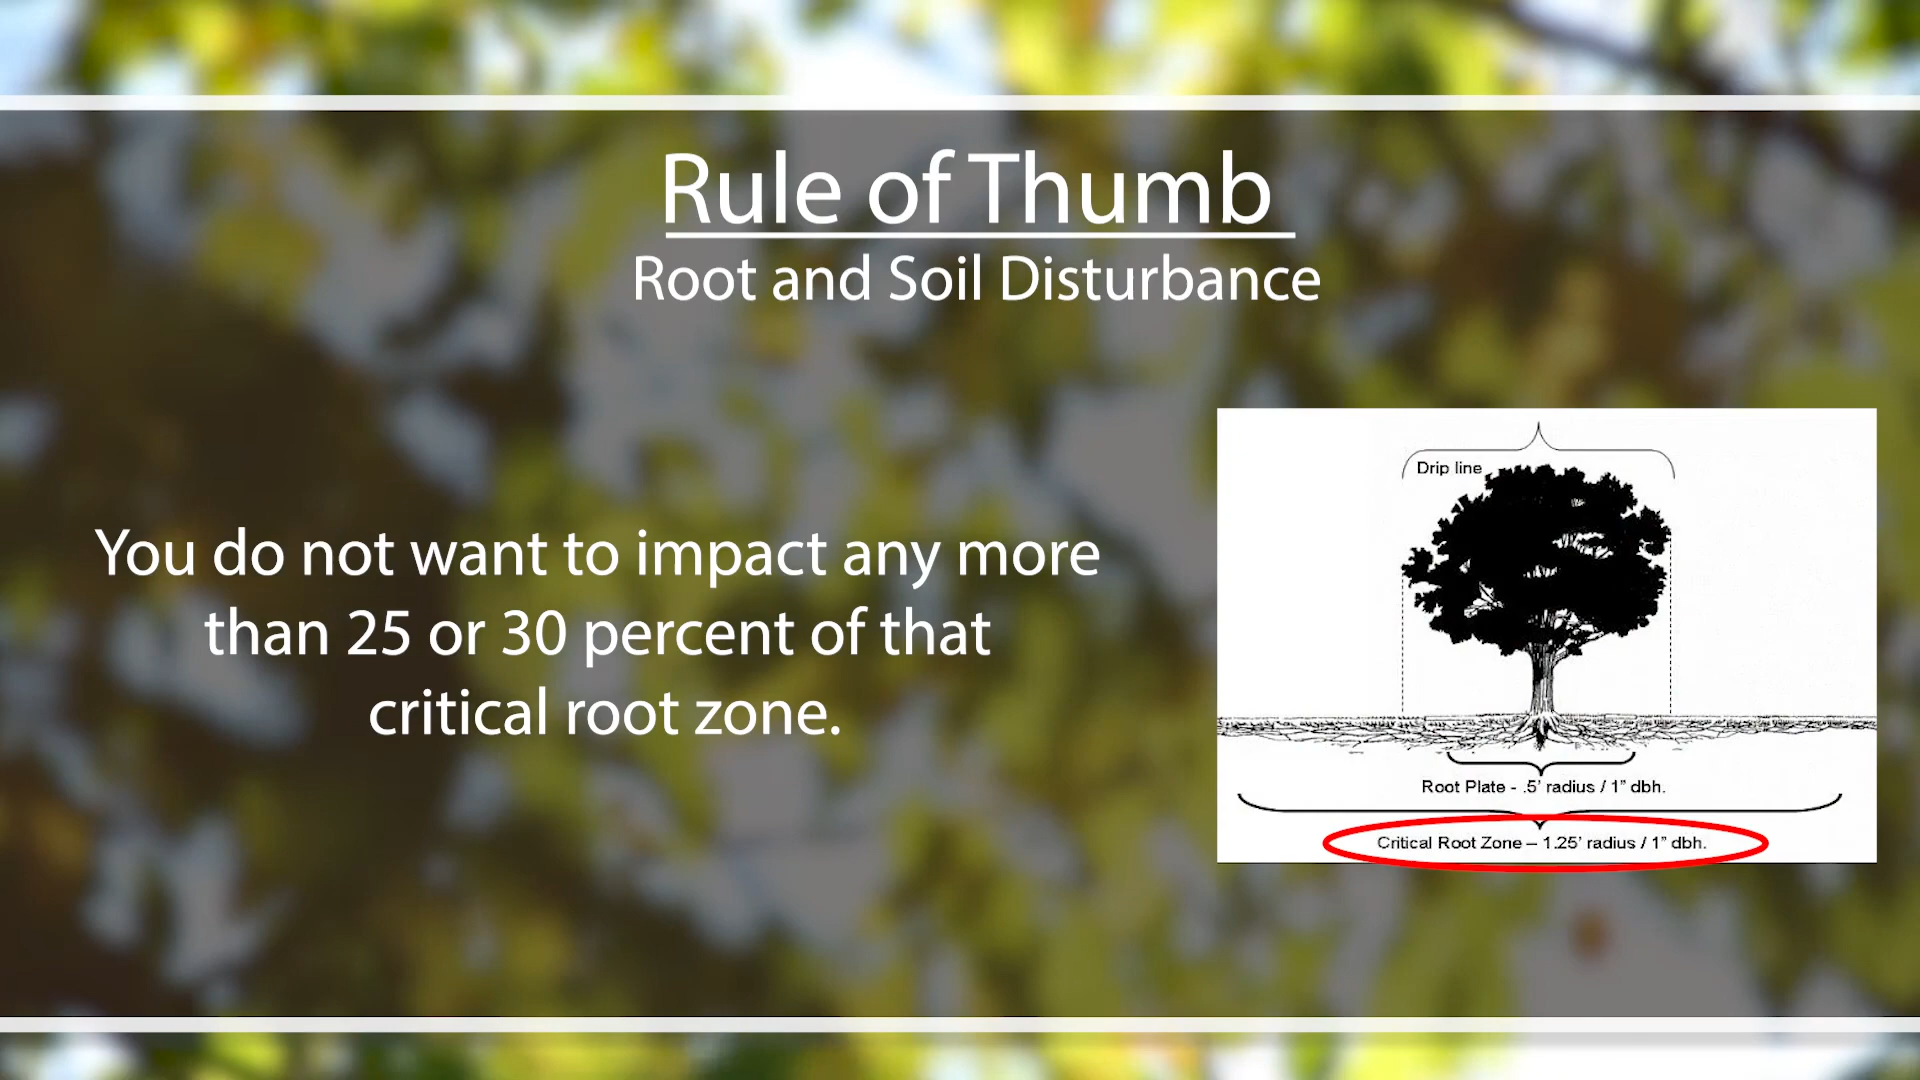 Rule of Thumb
Root and Soil Disturbance
You do not want to impact any more
than 25 or 30 percent of that
critical root zone.
Drip line
Root Plate - .5' radius / 1” dbh.
Critical Root Zone – 1.25' radius / 1” dbh.